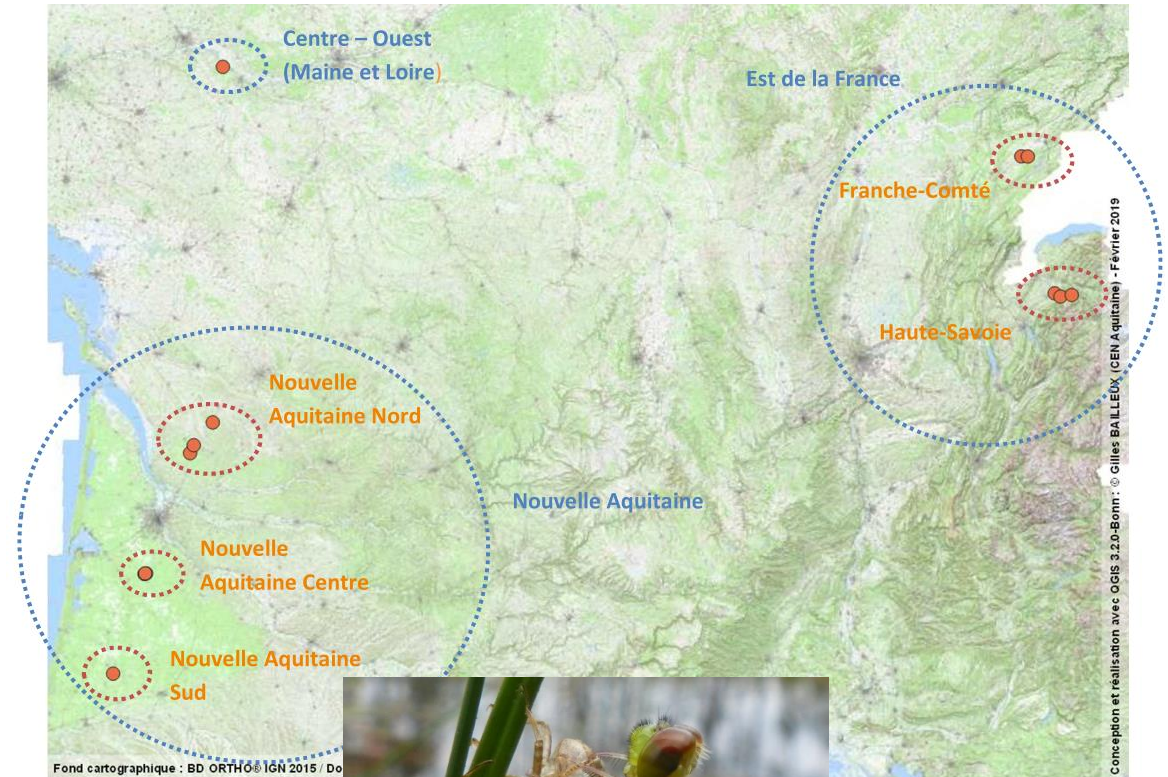 Centre – Ouest
(Maine et Loire)
Est de la France
Franche-Comté
Haute-Savoie
Nouvelle
Aquitaine Nord
Nouvelle Aquitaine
Nouvelle
Aquitaine Centre
Nouvelle Aquitaine
Sud
Conception et réalisation avec QGIS 3.2.0-Bonn : © Gilles BAILLEUX (CEN Aquitaine) - Février 2019
Fond cartographique : BD ORTHO® IGN 2015 / Do